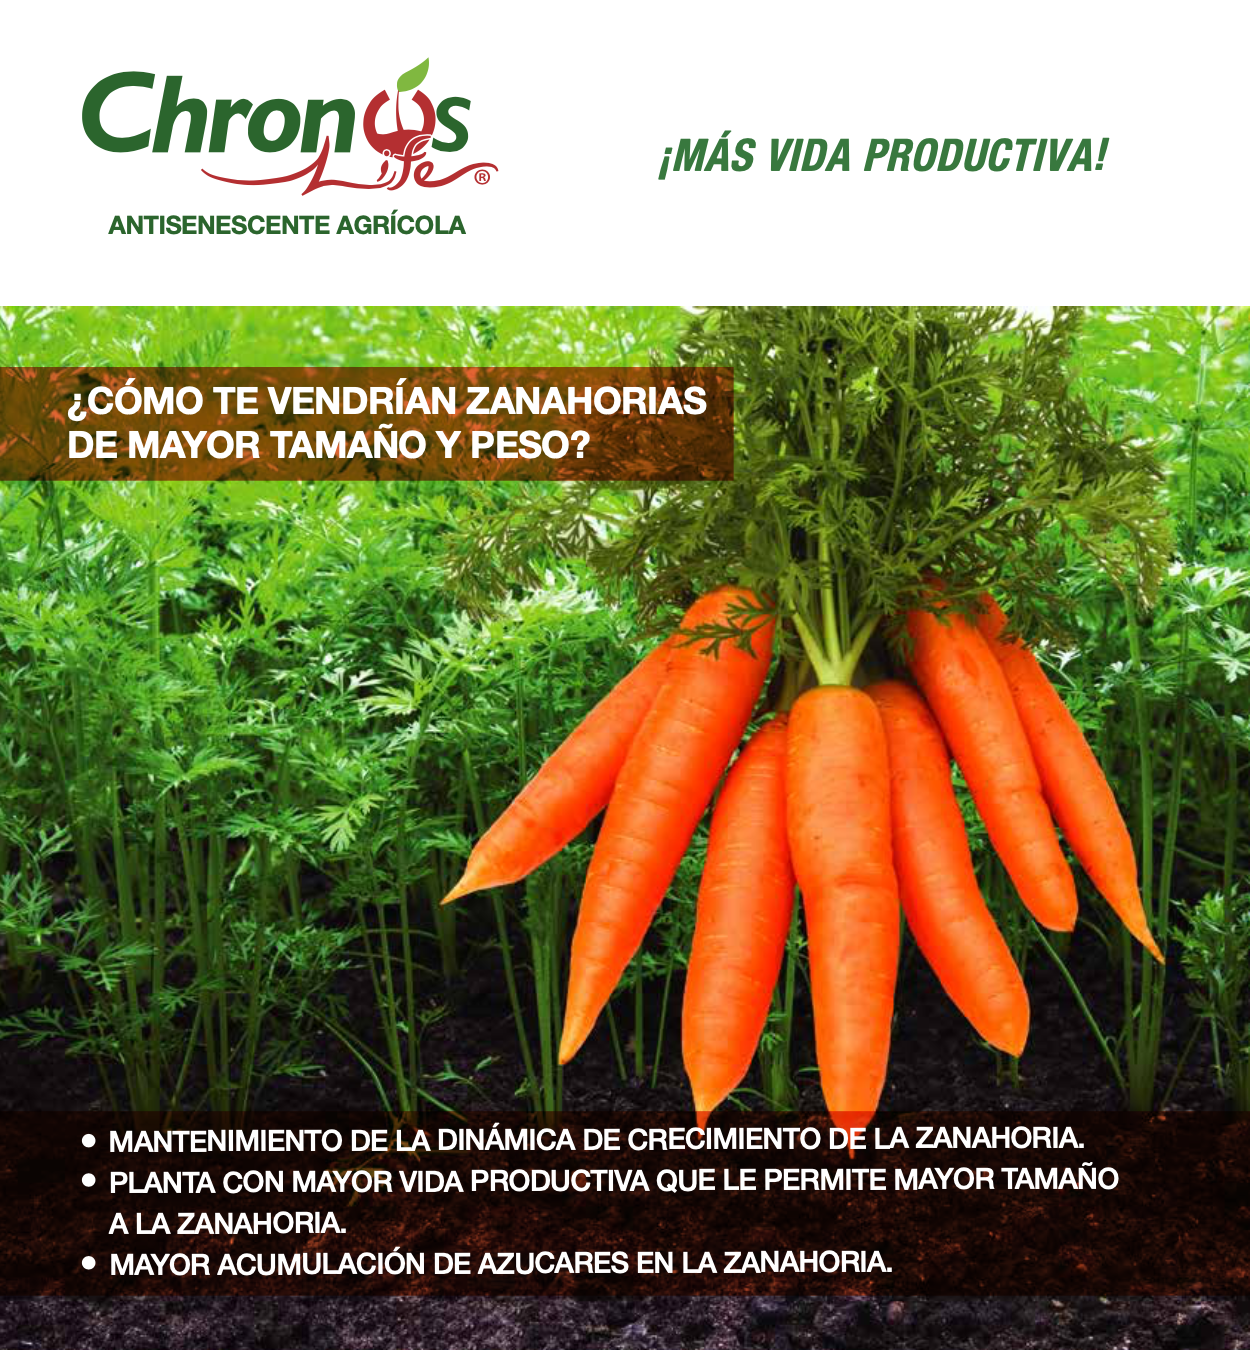 Chronos
Life®
ANTISENESCENTE AGRÍCOLA
¡MÁS VIDA PRODUCTIVA!
¿CÓMO TE VENDRÍAN ZANAHORIAS
DE MAYOR TAMAÑO Y PESO?
• MANTENIMIENTO DE LA DINÁMICA DE CRECIMIENTO DE LA ZANAHORIA.
• PLANTA CON MAYOR VIDA PRODUCTIVA QUE LE PERMITE MAYOR TAMAÑO
A LA ZANAHORIA.
• MAYOR ACUMULACIÓN DE AZUCARES EN LA ZANAHORIA.